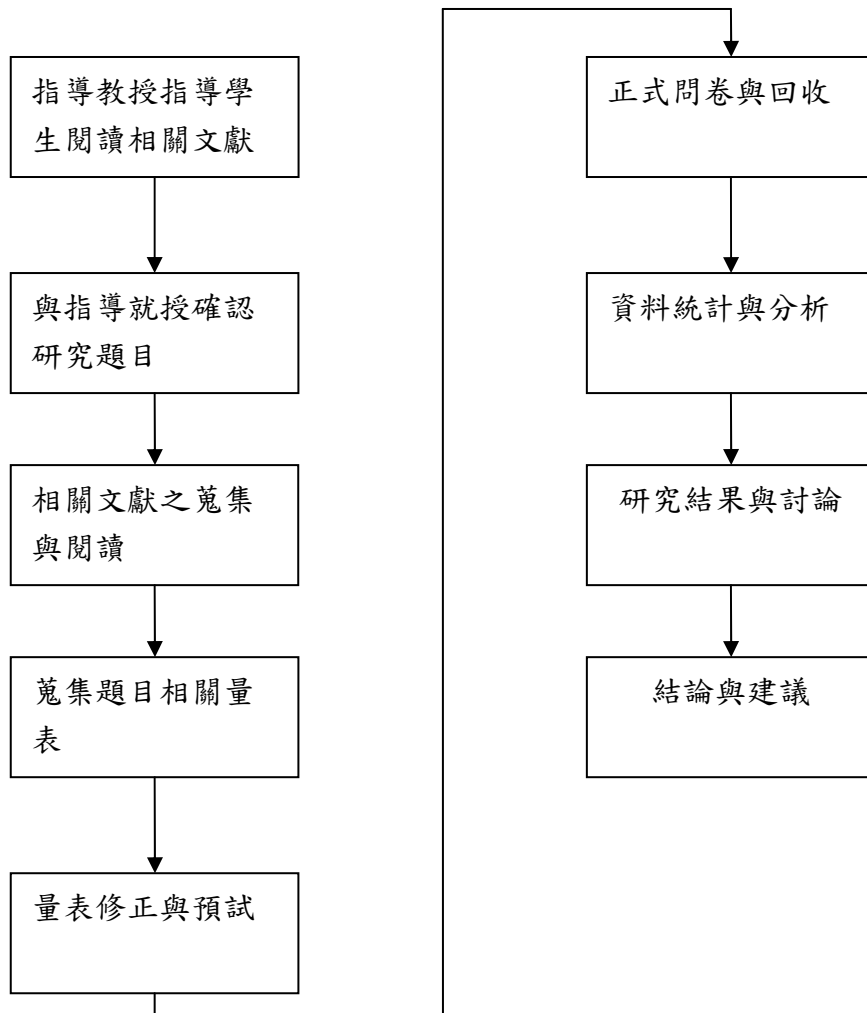 指導教授指導學
生閱讀相關文獻
與指導就授確認
研究題目
相關文獻之蒐集
與閱讀
蒐集題目相關量
表
量表修正與預試
正式問卷與回收
資料統計與分析
研究結果與討論
結論與建議